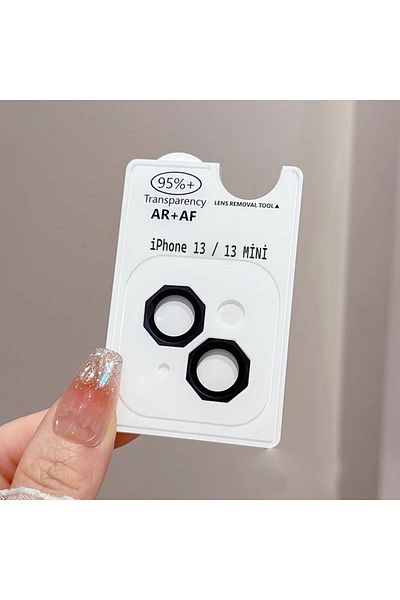 95%+
Transparency
LENS REMOVAL TOOL▲
AR+AF
iPhone 13 / 13 MİNİ